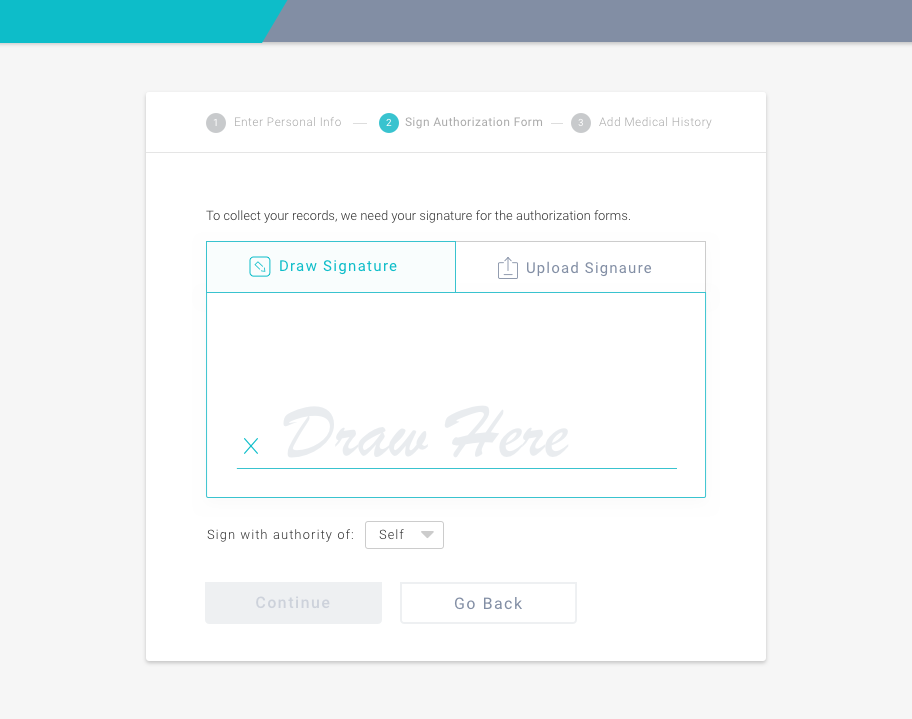 1 Enter Personal Info — 2 Sign Authorization Form — 3 Add Medical History
To collect your records, we need your signature for the authorization forms.
Draw Signature Upload Signaure
X Draw Here
Sign with authority of: Self
Continue Go Back